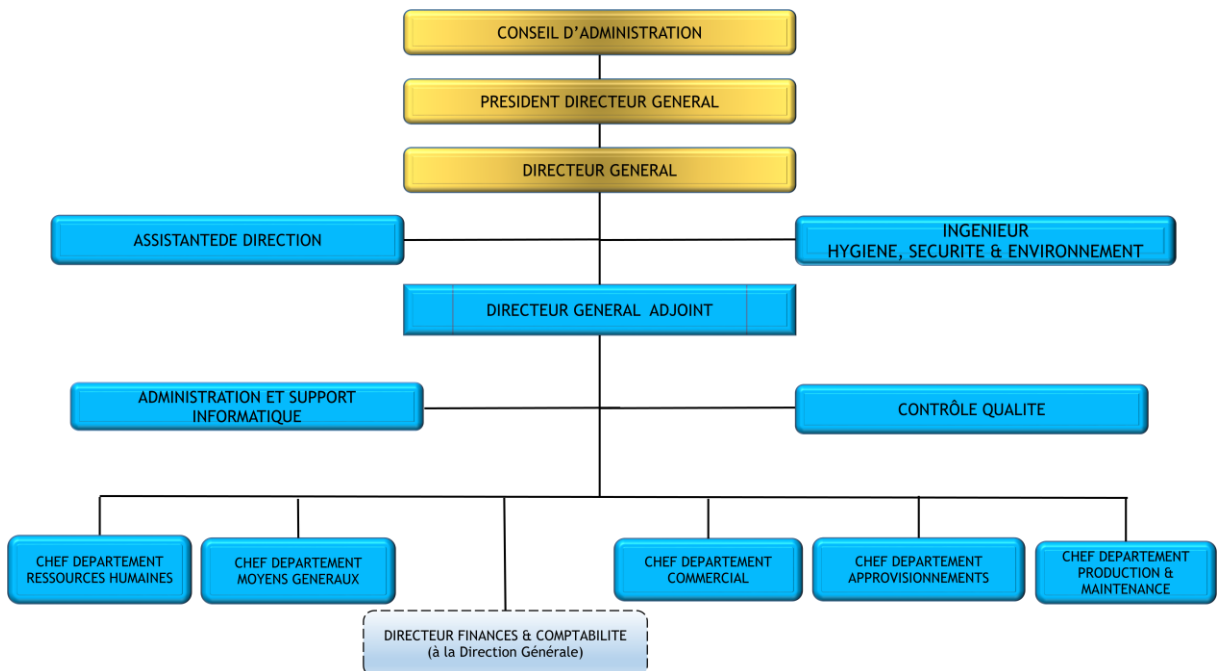 CONSEIL D'ADMINISTRATION
PRESIDENT DIRECTEUR GENERAL
DIRECTEUR GENERAL
ASSISTANTEDE DIRECTION
INGENIEUR
HYGIENE, SECURITE & ENVIRONNEMENT
DIRECTEUR GENERAL ADJOINT
ADMINISTRATION ET SUPPORT
INFORMATIQUE
CONTRÔLE QUALITE
CHEF DEPARTEMENT
RESSOURCES HUMAINES
CHEF DEPARTEMENT
MOYENS GENERAUX
DIRECTEUR FINANCES & COMPTABILITE
(à la Direction Générale)
CHEF DEPARTEMENT
COMMERCIAL
CHEF DEPARTEMENT
APPROVISIONNEMENTS
CHEF DEPARTEMENT
PRODUCTION &
MAINTENANCE